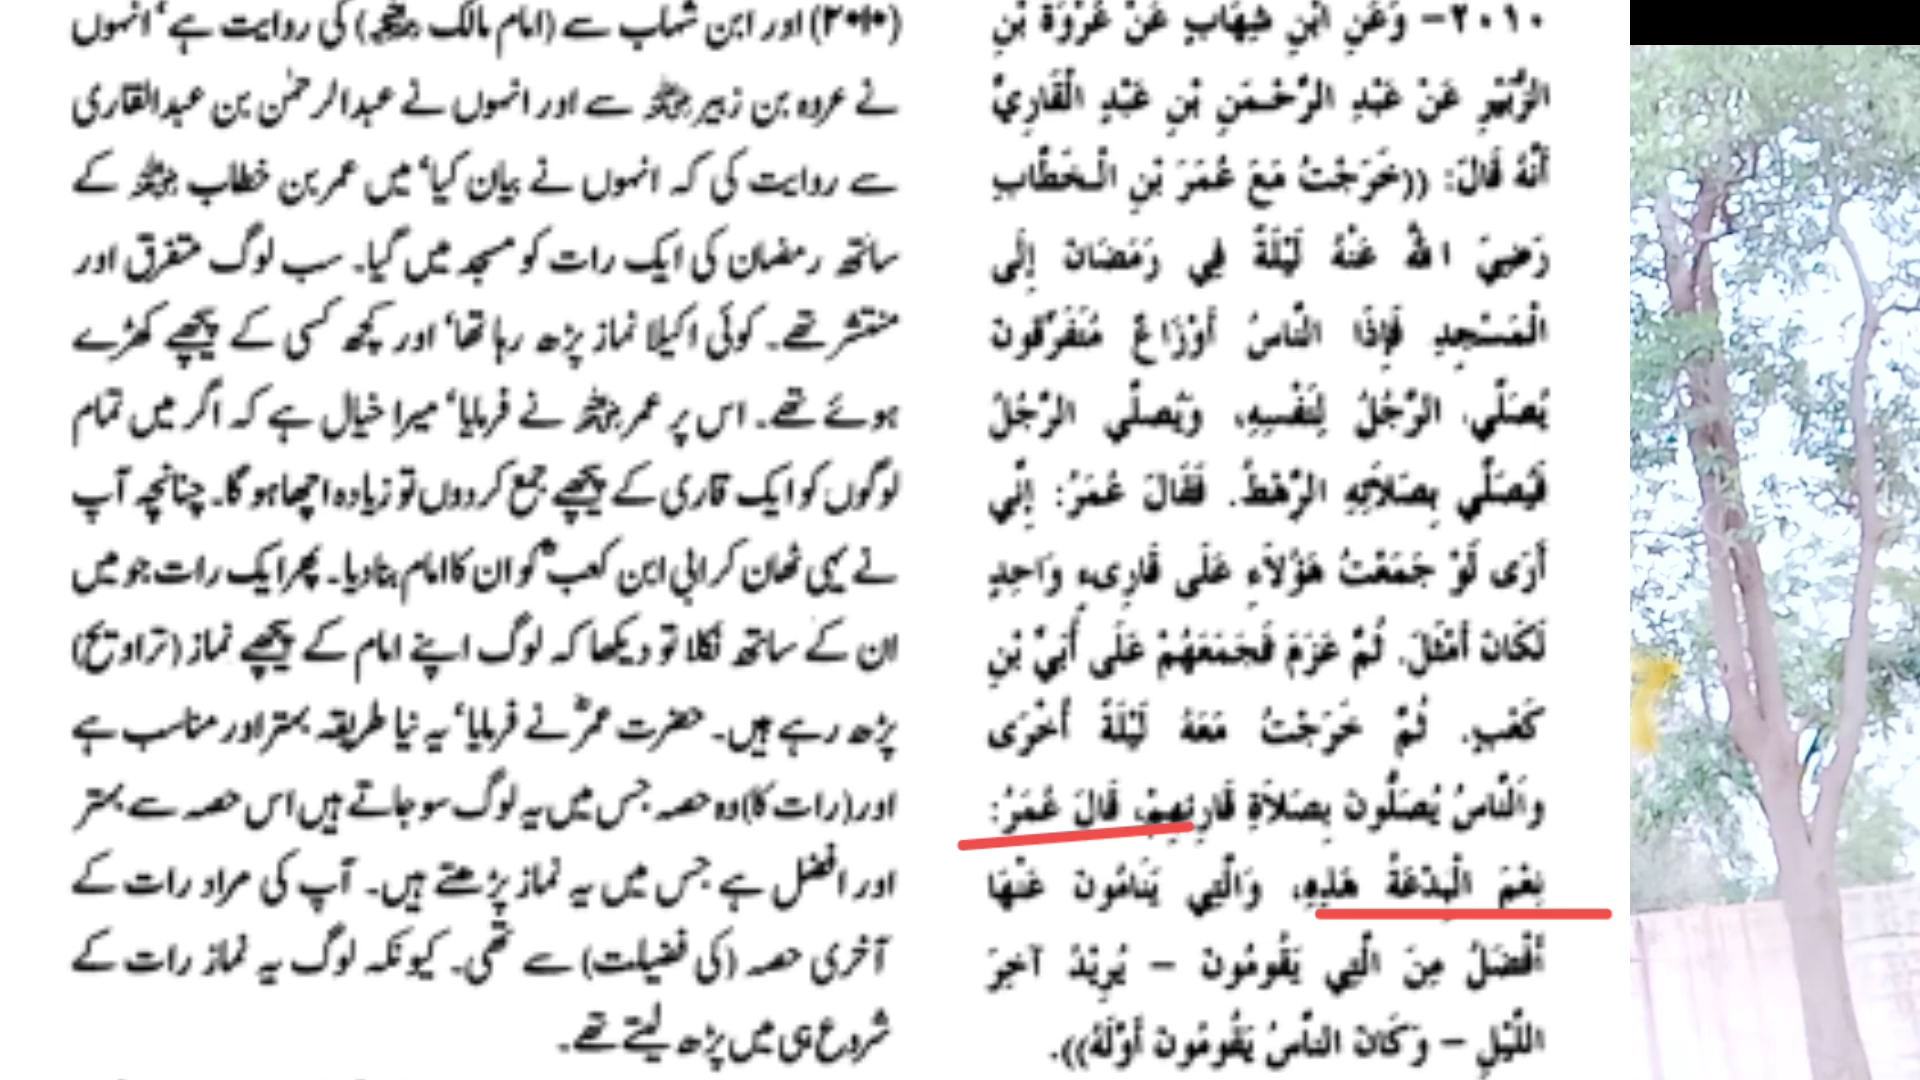 ٢٠١٠- وَعَنِ ابْنِ شِهَابٍ عَنْ عُرْوَةَ بْنِ
الزُّبَيْرِ عَنْ عَبْدِ الرَّحْمَنِ بْنِ عَبْدٍ الْقَارِيِّ
أَنَّهُ قَالَ: ((خَرَجْتُ مَعَ عُمَرَ بْنِ الْخَطَّابِ
رَضِيَ اللهُ عَنْهُ لَيْلَةً فِي رَمَضَانَ إِلَى
الْمَسْجِدِ فَإِذَا النَّاسُ أَوْزَاعٌ مُتَفَرِّقُونَ
يُصَلِّي الرَّجُلُ لِنَفْسِهِ، وَيُصَلِّي الرَّجُلُ
فَيُصَلِّي بِصَلَاتِهِ الرَّهْطُ. فَقَالَ عُمَرُ: إِنِّي
أَرَى لَوْ جَمَعْتُ هَؤُلَاءِ عَلَى قَارِيءٍ وَاحِدٍ
لَكَانَ أَمْثَلَ. ثُمَّ عَزَمَ فَجَمَعَهُمْ عَلَى أُبَيِّ بْنِ
كَعْبٍ. ثُمَّ خَرَجْتُ مَعَهُ لَيْلَةً أُخْرَى
وَالنَّاسُ يُصَلُّونَ بِصَلَاةِ قَارِئِهِمْ، قَالَ عُمَرُ:
نِعْمَ الْبِدْعَةُ هَذِهِ، وَالَّتِي يَنَامُونَ عَنْهَا
أَفْضَلُ مِنَ الَّتِي يَقُومُونَ – يُرِيْدُ آخِرَ
اللَّيْلِ – وَكَانَ النَّاسُ يَقُومُونَ أَوَّلَهُ)).
(۲۰۱۰) اور ابن شہاب سے (امام مالک رحمہ اللہ) کی روایت ہے‘ انہوں
نے عروہ بن زبیر رضی اللہ عنہ سے اور انہوں نے عبدالرحمٰن بن عبدالقاری
سے روایت کی کہ انہوں نے بیان کیا‘ میں عمر بن خطاب رضی اللہ عنہ کے
ساتھ رمضان کی ایک رات کو مسجد میں گیا۔ سب لوگ متفرق اور
منتشر تھے۔ کوئی اکیلا نماز پڑھ رہا تھا‘ اور کچھ کسی کے پیچھے کھڑے
ہوئے تھے۔ اس پر عمر رضی اللہ عنہ نے فرمایا‘ میرا خیال ہے کہ اگر میں تمام
لوگوں کو ایک قاری کے پیچھے جمع کر دوں تو زیادہ اچھا ہو گا۔ چنانچہ آپ
نے یہی ٹھان کر ابی ابن کعبؓ کو ان کا امام بنا دیا۔ پھر ایک رات جو میں
ان کے ساتھ نکلا تو دیکھا کہ لوگ اپنے امام کے پیچھے نماز (تراویح)
پڑھ رہے ہیں۔ حضرت عمرؓ نے فرمایا‘ یہ نیا طریقہ بہتر اور مناسب ہے
اور (رات کا) وہ حصہ جس میں یہ لوگ سو جاتے ہیں اس حصہ سے بہتر
اور افضل ہے جس میں یہ نماز پڑھتے ہیں۔ آپ کی مراد رات کے
آخری حصہ (کی فضیلت) سے تھی۔ کیونکہ لوگ یہ نماز رات کے
شروع ہی میں پڑھ لیتے تھے۔